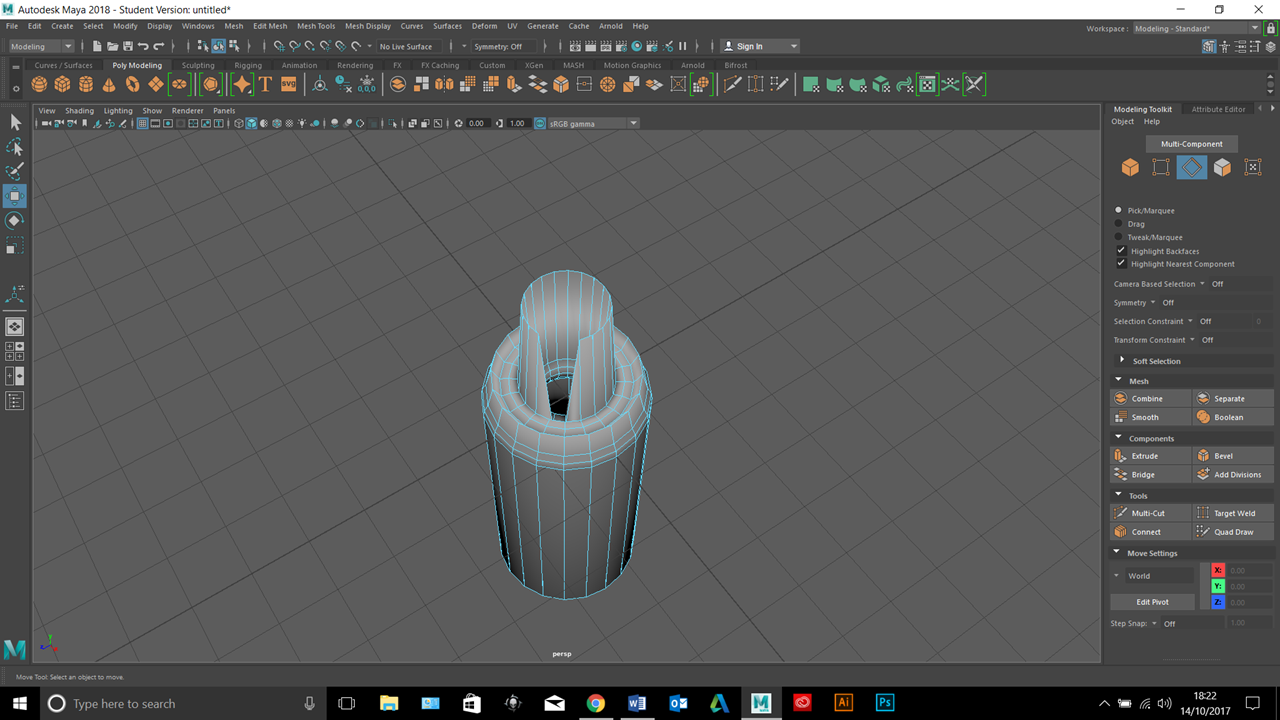 Autodesk Maya 2018 - Student Version: untitled*
File Edit Create Select Modify Display Windows Mesh Edit Mesh Mesh Tools Mesh Display Curves Surfaces Deform UV Generate Cache Arnold Help
Workspace : Modeling - Standard*
Modeling No Live Surface Symmetry: Off Sign In
Curves / Surfaces Poly Modeling Sculpting Rigging Animation Rendering FX FX Caching Custom XGen MASH Motion Graphics Arnold Bifrost
View Shading Lighting Show Renderer Panels
0.00 1.00 sRGB gamma
persp
Modeling Toolkit Attribute Editor
Object Help
Multi-Component
Pick/Marquee
Drag
Tweak/Marquee
Highlight Backfaces
Highlight Nearest Component
Camera Based Selection Off
Symmetry Off
Selection Constraint Off 0
Transform Constraint Off
Soft Selection
Mesh
Combine Separate
Smooth Boolean
Components
Extrude Bevel
Bridge Add Divisions
Tools
Multi-Cut Target Weld
Connect Quad Draw
Move Settings
X: 0.00
World Y: 0.00
Edit Pivot Z: 0.00
Step Snap: Off 1.00
Move Tool: Select an object to move.
Type here to search
18:22
14/10/2017